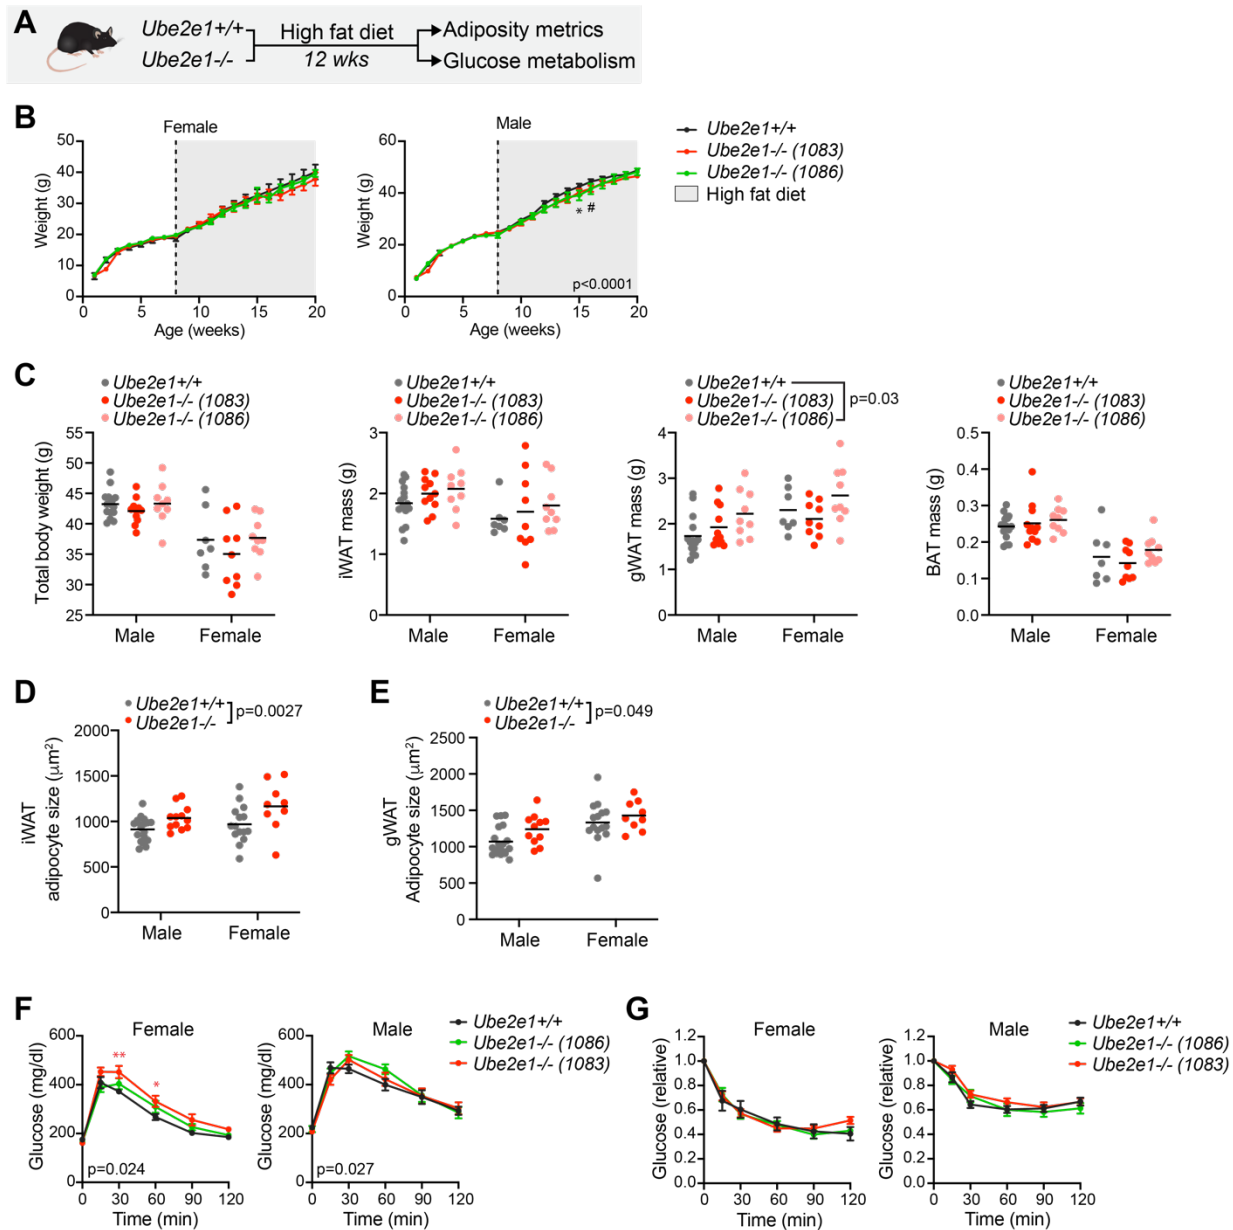 A
Ube2e1+/+
Ube2e1-/-
High fat diet
12 wks
Adiposity metrics
Glucose metabolism
B
Female
Weight (g)
50
40
30
20
10
0
0 5 10 15 20
Age (weeks)
Male
Weight (g)
60
40
20
0
* #
p<0.0001
0 5 10 15 20
Age (weeks)
Ube2e1+/+
Ube2e1-/- (1083)
Ube2e1-/- (1086)
High fat diet
C
Ube2e1+/+
Ube2e1-/- (1083)
Ube2e1-/- (1086)
Total body weight (g)
55
50
45
40
35
30
25
Male Female
Ube2e1+/+
Ube2e1-/- (1083)
Ube2e1-/- (1086)
iWAT mass (g)
3
2
1
0
Male Female
Ube2e1+/+
Ube2e1-/- (1083)
Ube2e1-/- (1086)
p=0.03
gWAT mass (g)
4
3
2
1
0
Male Female
Ube2e1+/+
Ube2e1-/- (1083)
Ube2e1-/- (1086)
BAT mass (g)
0.5
0.4
0.3
0.2
0.1
0.0
Male Female
D
Ube2e1+/+
Ube2e1-/-
p=0.0027
iWAT
adipocyte size (μm²)
2000
1500
1000
500
0
Male Female
E
Ube2e1+/+
Ube2e1-/-
p=0.049
gWAT
Adipocyte size (μm²)
2500
2000
1500
1000
500
0
Male Female
F
Female
Glucose (mg/dl)
600
400
200
0
**
*
p=0.024
0 30 60 90 120
Time (min)
Male
Glucose (mg/dl)
600
400
200
0
p=0.027
0 30 60 90 120
Time (min)
Ube2e1+/+
Ube2e1-/- (1086)
Ube2e1-/- (1083)
G
Female
Glucose (relative)
1.2
1.0
0.8
0.6
0.4
0.2
0.0
0 30 60 90 120
Time (min)
Male
Glucose (relative)
1.2
1.0
0.8
0.6
0.4
0.2
0.0
0 30 60 90 120
Time (min)
Ube2e1+/+
Ube2e1-/- (1086)
Ube2e1-/- (1083)